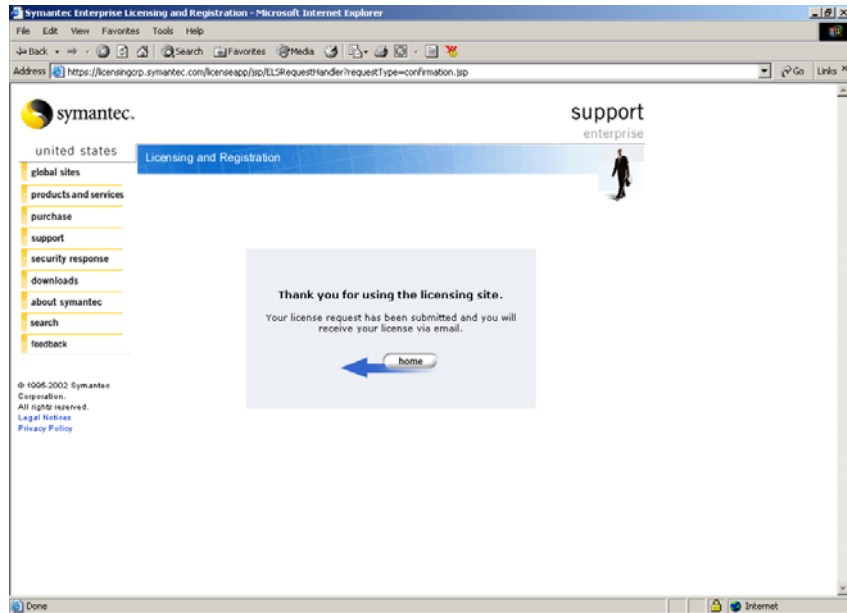 Symantec Enterprise Licensing and Registration - Microsoft Internet Explorer
File Edit View Favorites Tools Help
Back Search Favorites Media
Address https://licensingcrp.symantec.com/licenseapp/jsp/ELSRequestHandler?requestType=confirmation.jsp Go Links »
symantec.
support
enterprise
united states
Licensing and Registration
global sites
products and services
purchase
support
security response
downloads
about symantec
search
feedback
Thank you for using the licensing site.
Your license request has been submitted and you will
receive your license via email.
home
© 1995-2002 Symantec
Corporation.
All rights reserved.
Legal Notices
Privacy Policy
Done Internet